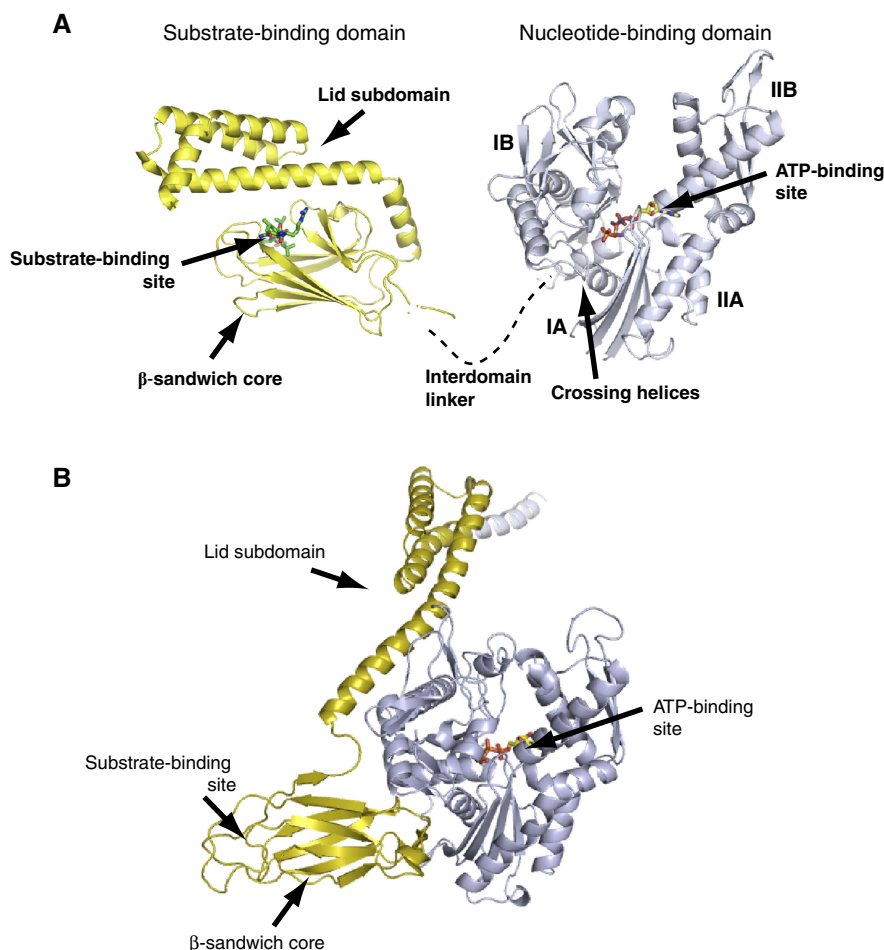 A
Substrate-binding domain
Nucleotide-binding domain
Lid subdomain
IB
IIB
ATP-binding
site
Substrate-binding
site
IA
IIA
β-sandwich core
Interdomain
linker
Crossing helices
B
Lid subdomain
ATP-binding
site
Substrate-binding
site
β-sandwich core